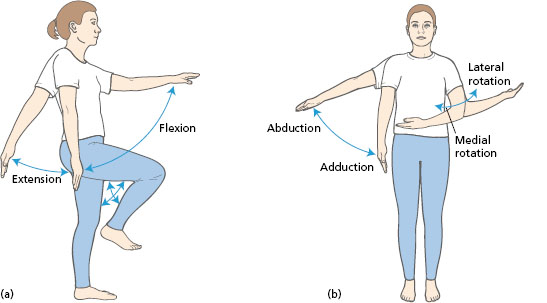 Flexion
Extension
(a)
Lateral
rotation
Abduction
Medial
rotation
Adduction
(b)